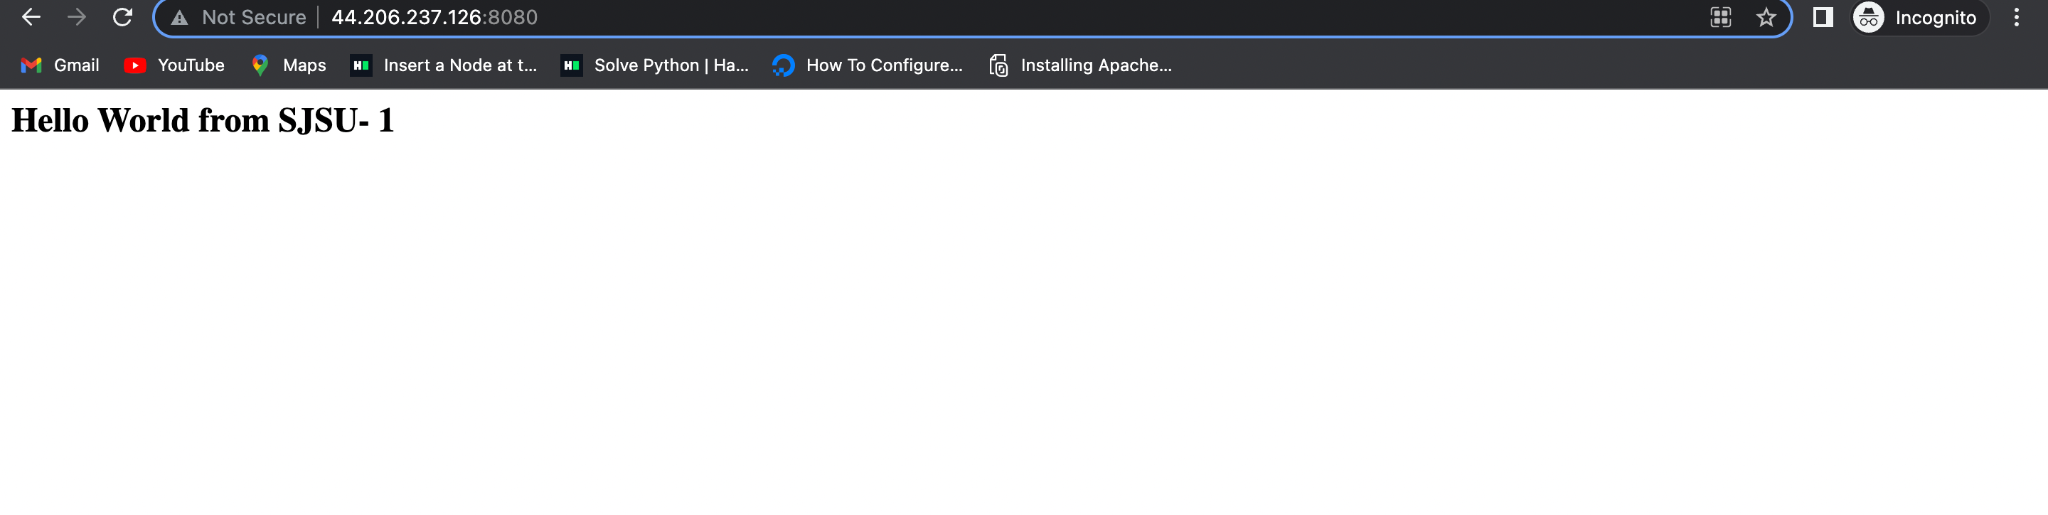 Not Secure | 44.206.237.126:8080 Incognito
Gmail YouTube Maps Insert a Node at t... Solve Python | Ha... How To Configure... Installing Apache...
Hello World from SJSU- 1